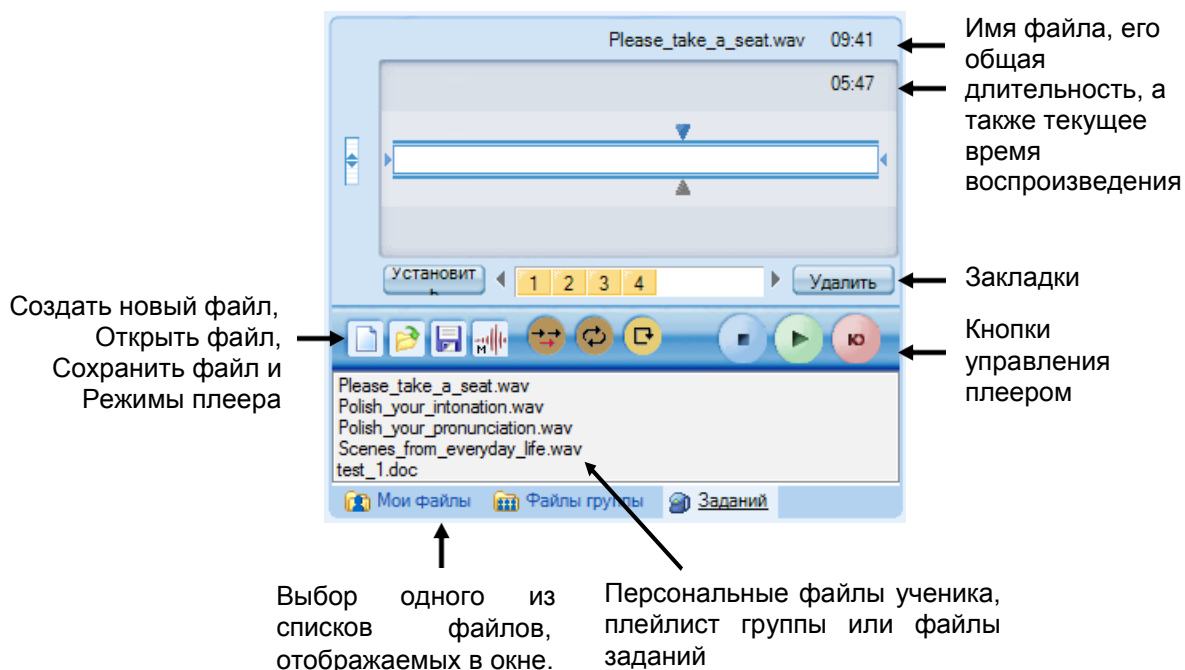 Please_take_a_seat.wav 09:41
05:47
Имя файла, его
общая
длительность, а
также текущее
время
воспроизведения
Установит
ь
1 2 3 4
Удалить
Закладки
Создать новый файл,
Открыть файл,
Сохранить файл и
Режимы плеера
M
Ю
Кнопки
управления
плеером
Please_take_a_seat.wav
Polish_your_intonation.wav
Polish_your_pronunciation.wav
Scenes_from_everyday_life.wav
test_1.doc
Мои файлы Файлы группы Заданий
Выбор одного из
списков файлов,
отображаемых в окне.
Персональные файлы ученика,
плейлист группы или файлы
заданий